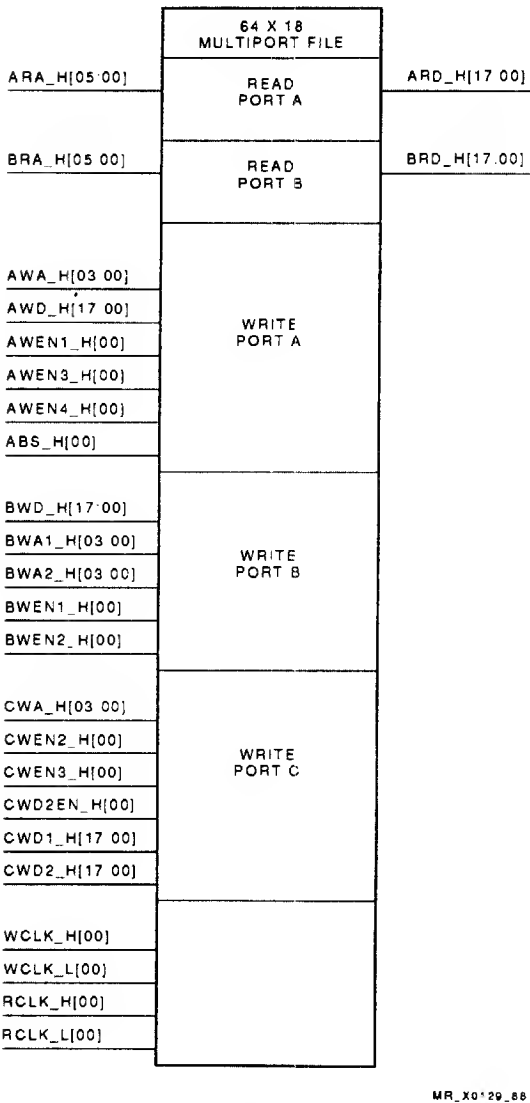 64 X 18
MULTIPORT FILE
ARA_H[05:00]
READ
PORT A
ARD_H[17 00]
BRA_H[05 00]
READ
PORT B
BRD_H[17.00]
AWA_H[03 00]
AWD_H[17 00]
AWEN1_H[00]
AWEN3_H[00]
AWEN4_H[00]
ABS_H[00]
WRITE
PORT A
BWD_H[17:00]
BWA1_H[03 00]
BWA2_H[03 00]
BWEN1_H[00]
BWEN2_H[00]
WRITE
PORT B
CWA_H[03 00]
CWEN2_H[00]
CWEN3_H[00]
CWD2EN_H[00]
CWD1_H[17 00]
CWD2_H[17 00]
WRITE
PORT C
WCLK_H[00]
WCLK_L[00]
RCLK_H[00]
RCLK_L[00]
MR_X0129_88